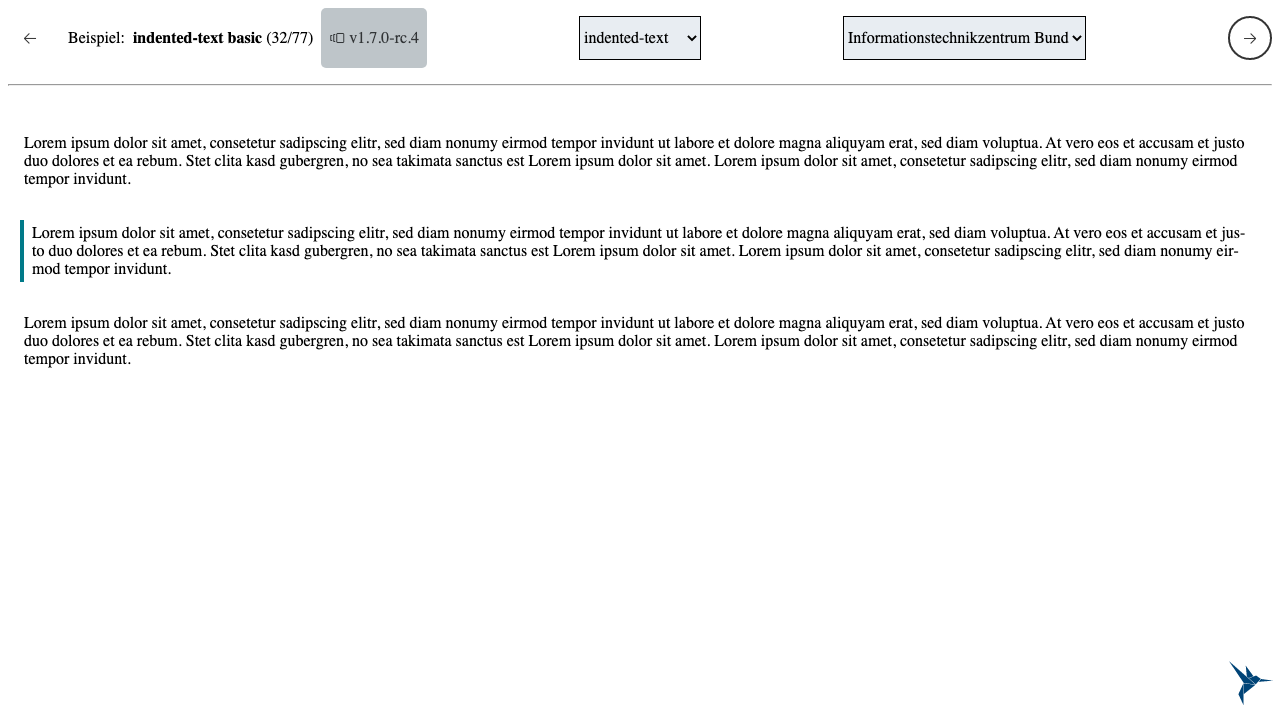 Beispiel: indented-text basic (32/77) v1.7.0-rc.4 indented-text Informationstechnikzentrum Bund
Lorem ipsum dolor sit amet, consetetur sadipscing elitr, sed diam nonumy eirmod tempor invidunt ut labore et dolore magna aliquyam erat, sed diam voluptua. At vero eos et accusam et justo
duo dolores et ea rebum. Stet clita kasd gubergren, no sea takimata sanctus est Lorem ipsum dolor sit amet. Lorem ipsum dolor sit amet, consetetur sadipscing elitr, sed diam nonumy eirmod
tempor invidunt.
Lorem ipsum dolor sit amet, consetetur sadipscing elitr, sed diam nonumy eirmod tempor invidunt ut labore et dolore magna aliquyam erat, sed diam voluptua. At vero eos et accusam et jus-
to duo dolores et ea rebum. Stet clita kasd gubergren, no sea takimata sanctus est Lorem ipsum dolor sit amet. Lorem ipsum dolor sit amet, consetetur sadipscing elitr, sed diam nonumy eir-
mod tempor invidunt.
Lorem ipsum dolor sit amet, consetetur sadipscing elitr, sed diam nonumy eirmod tempor invidunt ut labore et dolore magna aliquyam erat, sed diam voluptua. At vero eos et accusam et justo
duo dolores et ea rebum. Stet clita kasd gubergren, no sea takimata sanctus est Lorem ipsum dolor sit amet. Lorem ipsum dolor sit amet, consetetur sadipscing elitr, sed diam nonumy eirmod
tempor invidunt.